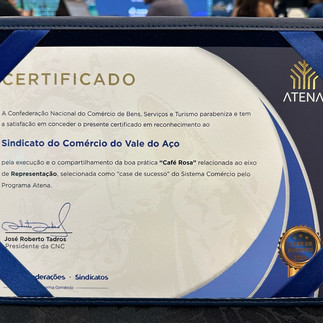 CERTIFICADO
ATENA
A Confederação Nacional do Comércio de Bens, Serviços e Turismo parabeniza e tem
a satisfação em conceder o presente certificado em reconhecimento ao
Sindicato do Comércio do Vale do Aço
pela execução e o compartilhamento da boa prática "Café Rosa" relacionada ao eixo
de Representação, selecionada como "case de sucesso" do Sistema Comércio pelo
Programa Atena.
José Roberto Tadros
Presidente da CNC
Sindicatos